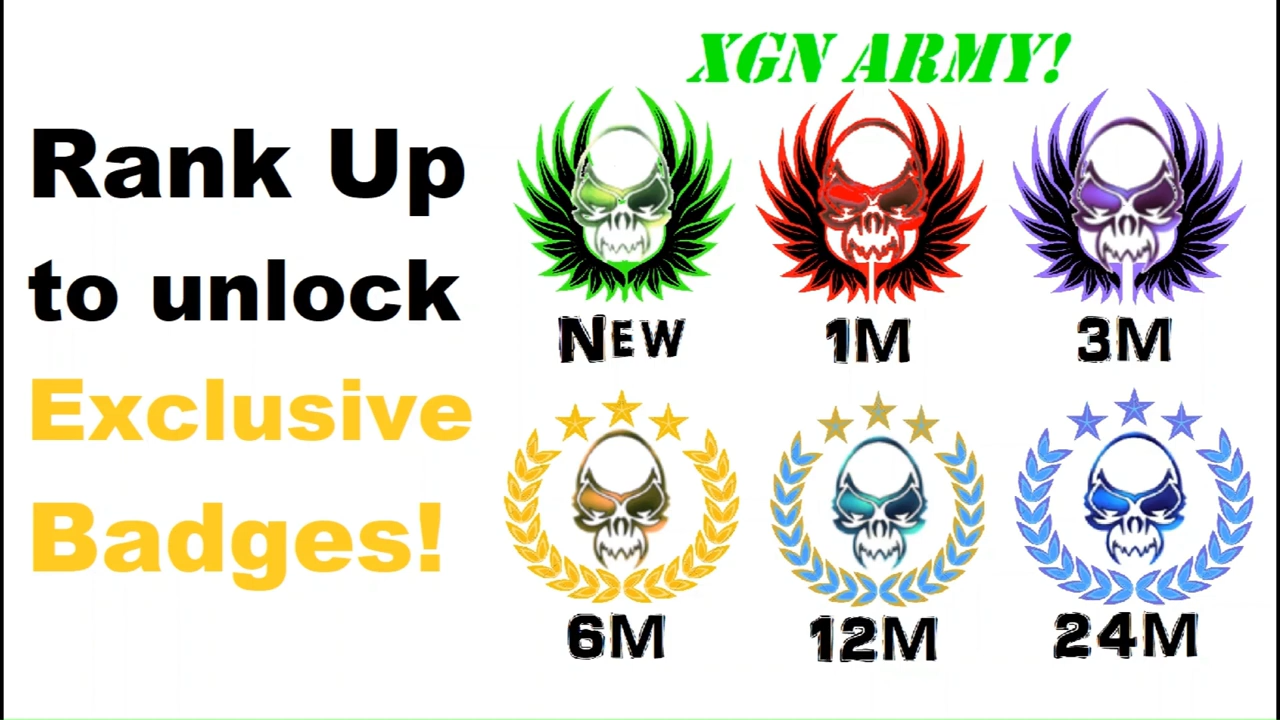 Rank Up
to unlock
Exclusive
Badges!
XGN ARMY!
NEW 1M 3M
6M 12M 24M